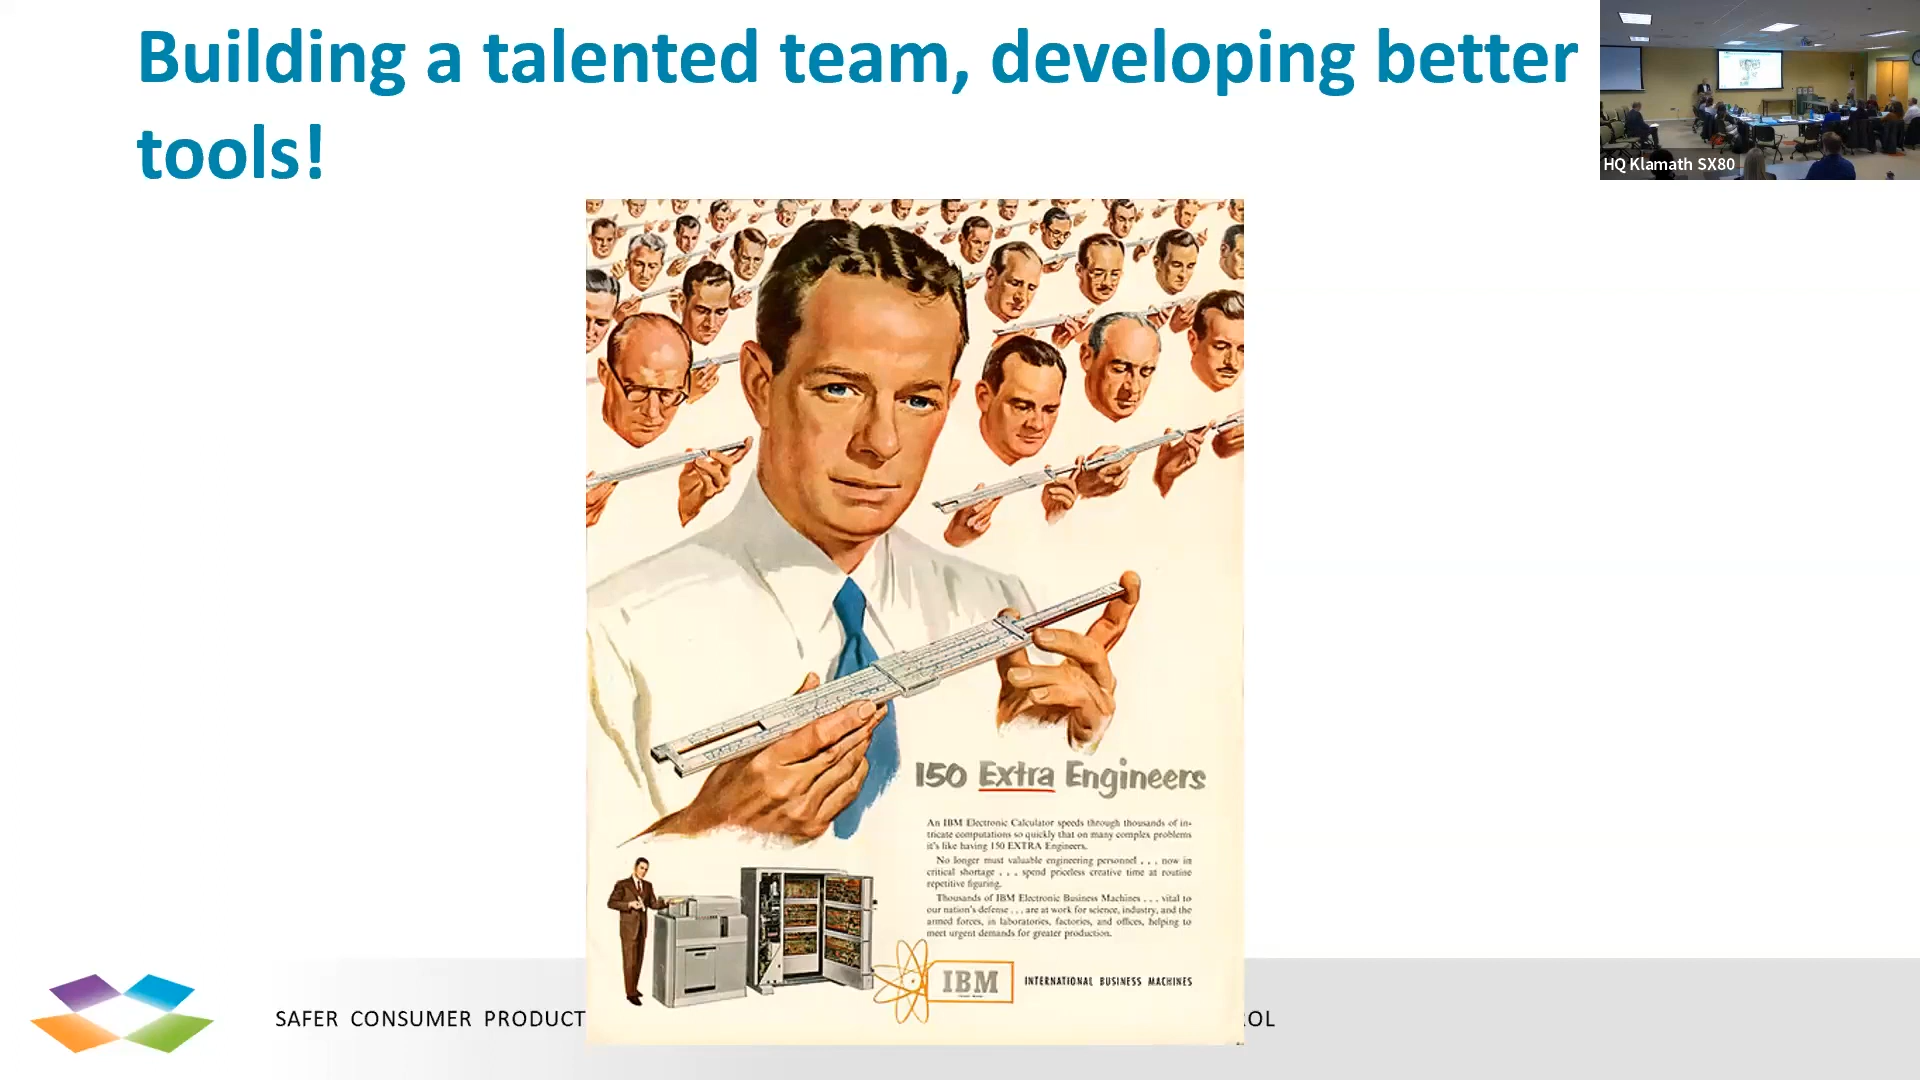 Building a talented team, developing better
tools!
HQ Klamath SX80
150 Extra Engineers
An IBM Electronic Calculator speeds through thousands of in-
tricate computations so quickly that on many complex problems
it's like having 150 EXTRA Engineers.
No longer must valuable engineering personnel . . . now in
critical shortage . . . spend priceless creative time at routine
repetitive figuring.
Thousands of IBM Electronic Business Machines . . . vital to
our nation's defense . . . are at work for science, industry, and the
armed forces, in laboratories, factories, and offices, helping to
meet urgent demands for greater production.
IBM
INTERNATIONAL BUSINESS MACHINES
SAFER CONSUMER PRODUCT
ROL